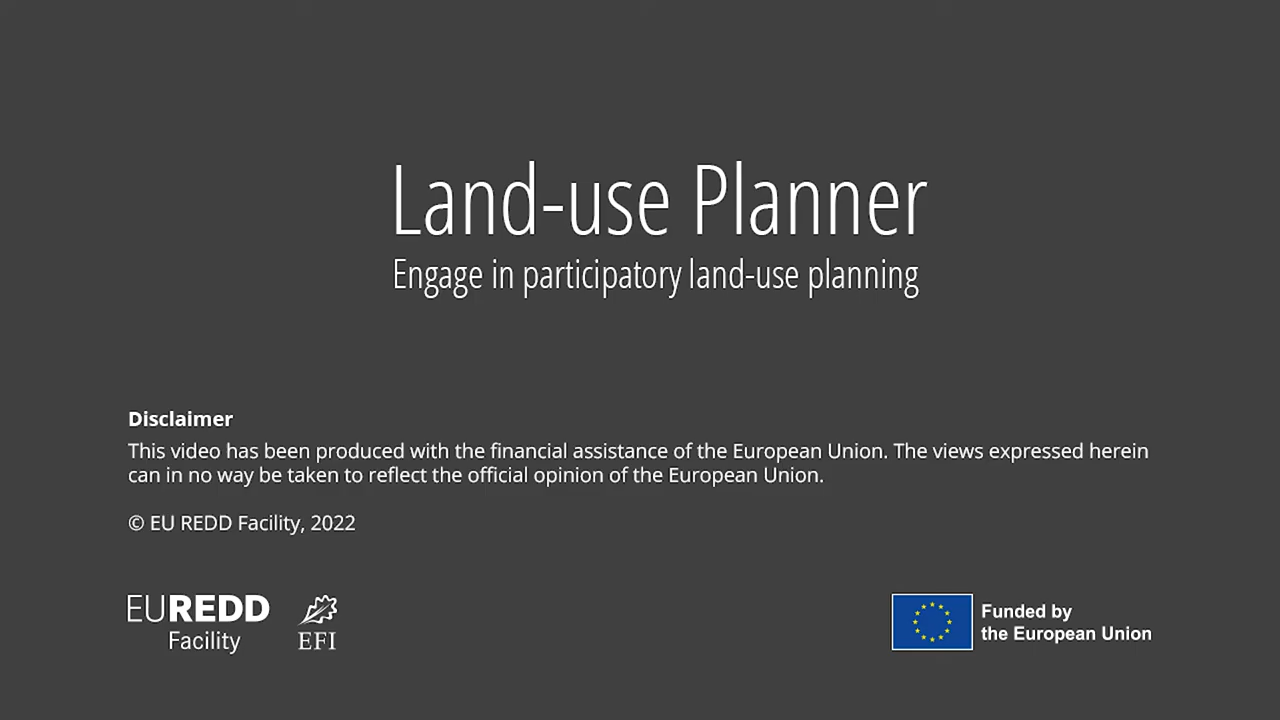 Land-use Planner
Engage in participatory land-use planning
Disclaimer
This video has been produced with the financial assistance of the European Union. The views expressed herein
can in no way be taken to reflect the official opinion of the European Union.
© EU REDD Facility, 2022
EUREDD
Facility
EFI
Funded by
the European Union